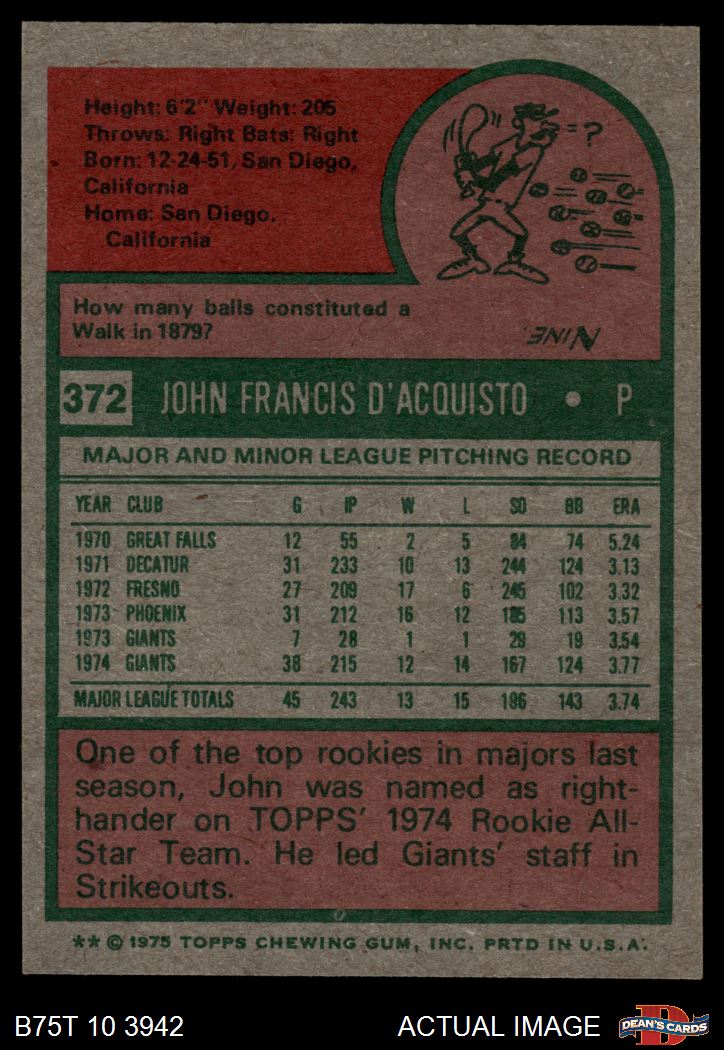 Height: 6'2" Weight: 205
Throws: Right Bats: Right
Born: 12-24-51, San Diego,
California
Home: San Diego,
California
= ?
How many balls constituted a
Walk in 1879?
NINE.
372 JOHN FRANCIS D'ACQUISTO • P
MAJOR AND MINOR LEAGUE PITCHING RECORD
YEAR CLUB G IP W L SO BB ERA
1970 GREAT FALLS 12 55 2 5 84 74 5.24
1971 DECATUR 31 233 10 13 244 124 3.13
1972 FRESNO 27 209 17 6 245 102 3.32
1973 PHOENIX 31 212 16 12 113 3.57
1973 GIANTS 7 28 1 1 29 19 3.54
1974 GIANTS 38 215 12 14 167 124 3.77
MAJOR LEAGUE TOTALS 45 243 13 15 196 143 3.74
One of the top rookies in majors last
season, John was named as right-
hander on TOPPS' 1974 Rookie All-
Star Team. He led Giants' staff in
Strikeouts.
** © 1975 TOPPS CHEWING GUM, INC. PRTD IN U.S.A.
B75T 10 3942 ACTUAL IMAGE DEAN'S CARDS